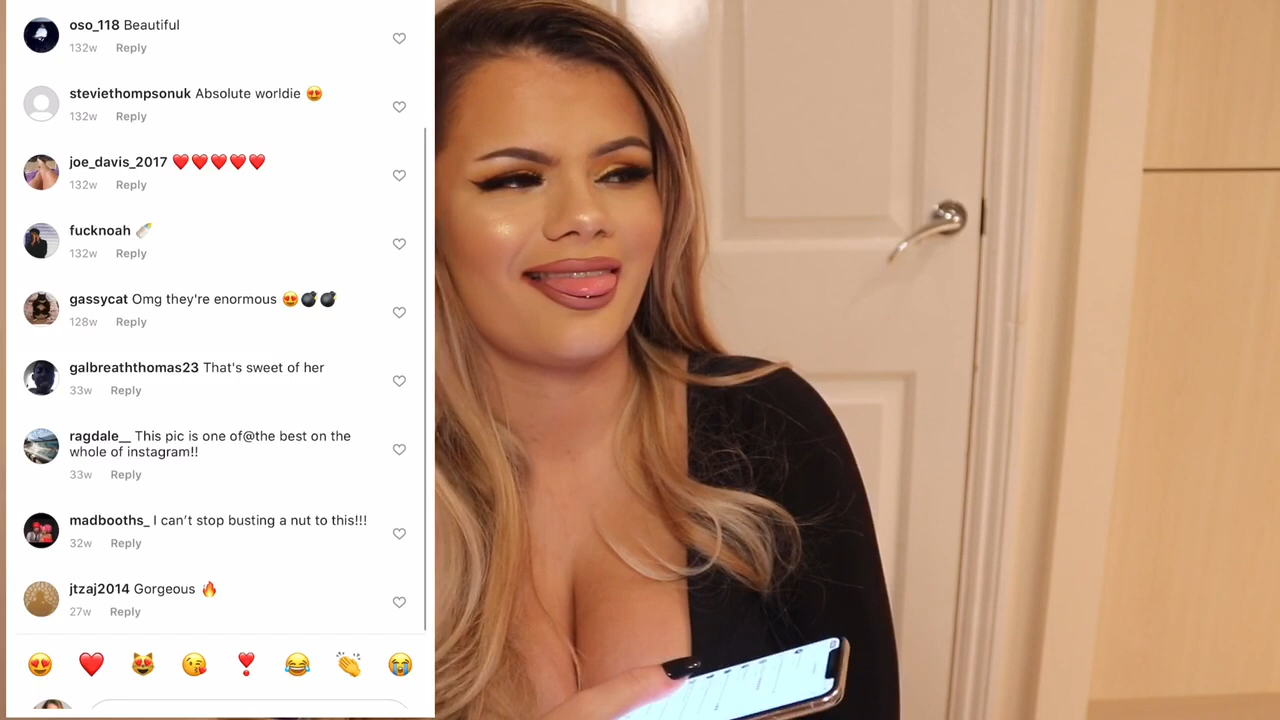 oso_118 Beautiful
132w Reply
steviethompsonuk Absolute worldie 😍
132w Reply
joe_davis_2017 ❤️❤️❤️❤️❤️
132w Reply
fucknoah 🍼
132w Reply
gassycat Omg they're enormous 😍💣💣
128w Reply
galbreaththomas23 That's sweet of her
33w Reply
ragdale__ This pic is one of@the best on the
whole of instagram!!
33w Reply
madbooths_ I can't stop busting a nut to this!!!
32w Reply
jtzaj2014 Gorgeous 🔥
27w Reply
😍 ❤️ 😻 😘 ❣️ 😂 👏 😭